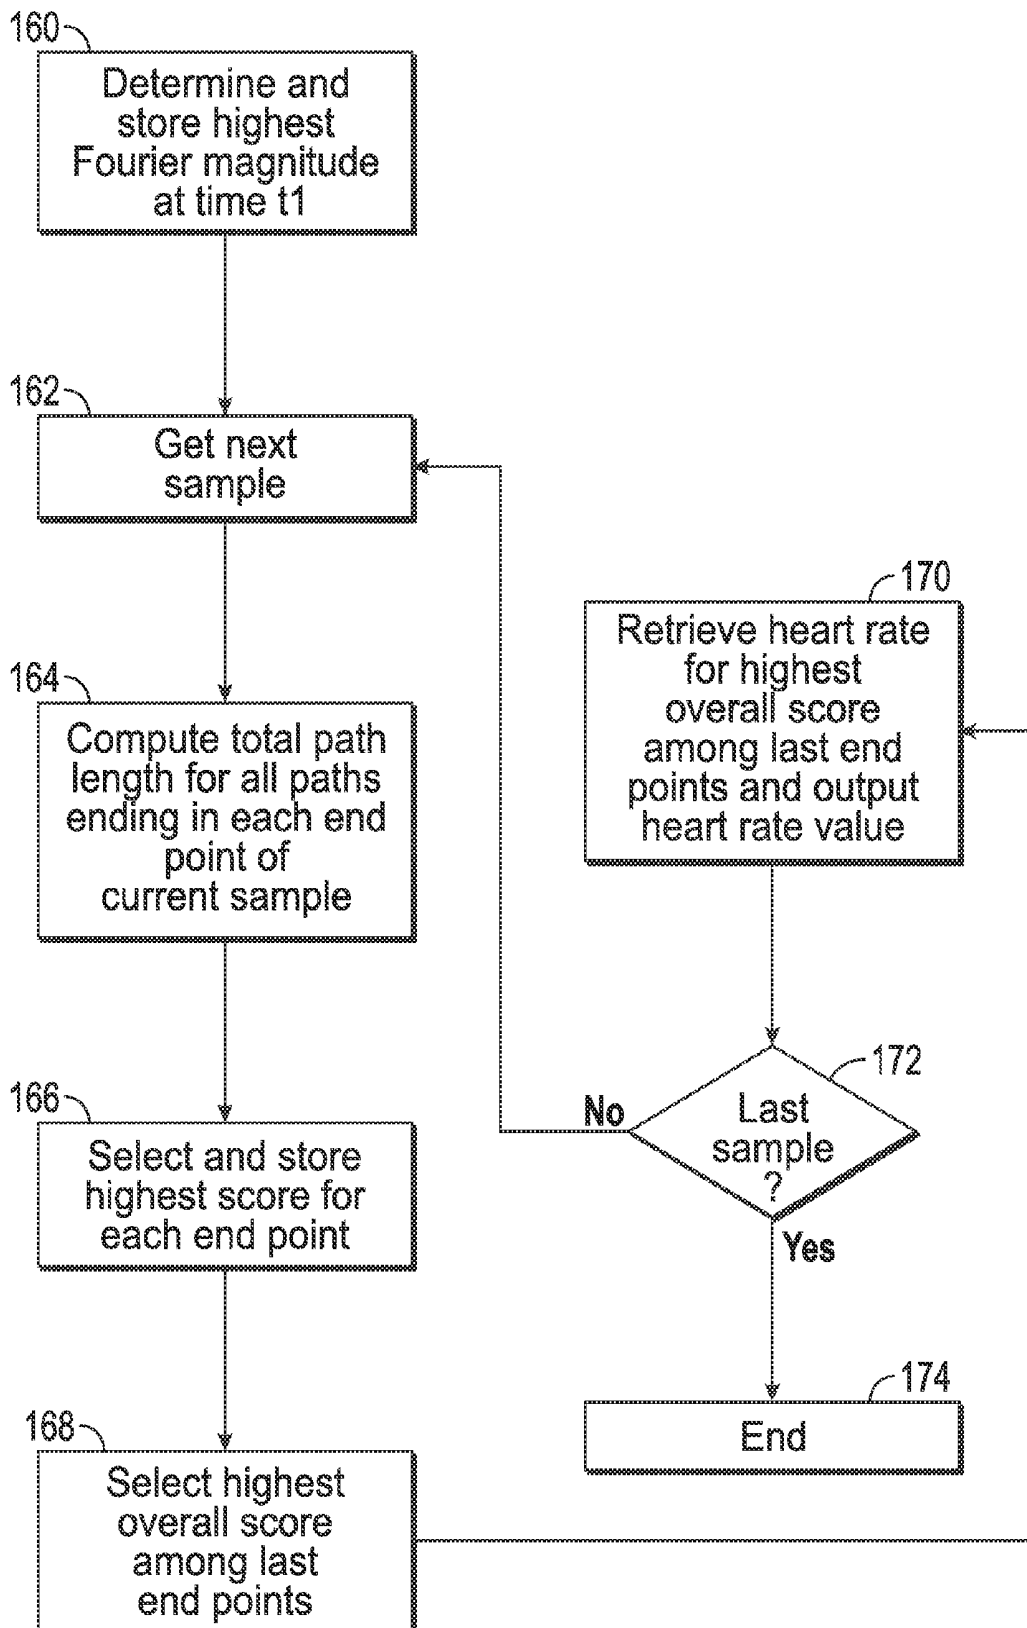 160
Determine and
store highest
Fourier magnitude
at time t1
162
Get next
sample
164
Compute total path
length for all paths
ending in each end
point of
current sample
166
Select and store
highest score for
each end point
168
Select highest
overall score
among last
end points
170
Retrieve heart rate
for highest
overall score
among last end
points and output
heart rate value
172
Last
sample
?
No
Yes
174
End